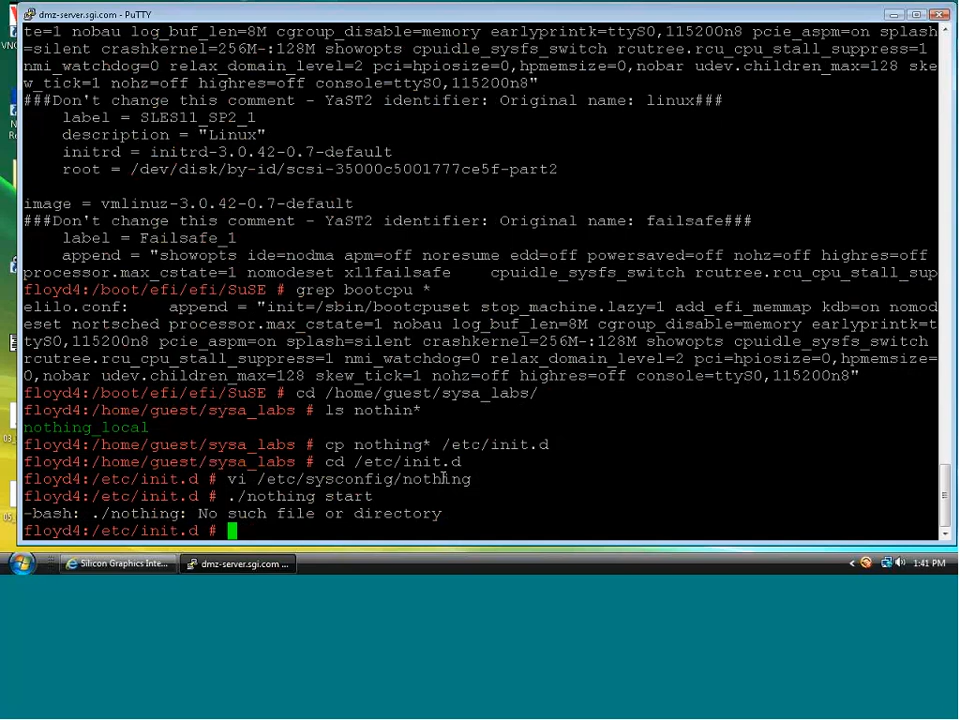 dmz-server.sgi.com - PuTTY
te=1 nobau log_buf_len=8M cgroup_disable=memory earlyprintk=ttyS0,115200n8 pcie_aspm=on splash
=silent crashkernel=256M-:128M showopts cpuidle_sysfs_switch rcutree.rcu_cpu_stall_suppress=1
nmi_watchdog=0 relax_domain_level=2 pci=hpiosize=0,hpmemsize=0,nobar udev.children_max=128 ske
w_tick=1 nohz=off highres=off console=ttyS0,115200n8"
###Don't change this comment - YaST2 identifier: Original name: linux###
label = SLES11_SP2_1
description = "Linux"
initrd = initrd-3.0.42-0.7-default
root = /dev/disk/by-id/scsi-35000c5001777ce5f-part2
image = vmlinuz-3.0.42-0.7-default
###Don't change this comment - YaST2 identifier: Original name: failsafe###
label = Failsafe_1
append = "showopts ide=nodma apm=off noresume edd=off powersaved=off nohz=off highres=off
processor.max_cstate=1 nomodeset x11failsafe    cpuidle_sysfs_switch rcutree.rcu_cpu_stall_sup
floyd4:/boot/efi/efi/SuSE # grep bootcpu *
elilo.conf:    append = "init=/sbin/bootcpuset stop_machine.lazy=1 add_efi_memmap kdb=on nomod
eset nortsched processor.max_cstate=1 nobau log_buf_len=8M cgroup_disable=memory earlyprintk=t
tyS0,115200n8 pcie_aspm=on splash=silent crashkernel=256M-:128M showopts cpuidle_sysfs_switch
rcutree.rcu_cpu_stall_suppress=1 nmi_watchdog=0 relax_domain_level=2 pci=hpiosize=0,hpmemsize=
0,nobar udev.children_max=128 skew_tick=1 nohz=off highres=off console=ttyS0,115200n8"
floyd4:/boot/efi/efi/SuSE # cd /home/guest/sysa_labs/
floyd4:/home/guest/sysa_labs # ls nothin*
nothing_local
floyd4:/home/guest/sysa_labs # cp nothing* /etc/init.d
floyd4:/home/guest/sysa_labs # cd /etc/init.d
floyd4:/etc/init.d # vi /etc/sysconfig/nothing
floyd4:/etc/init.d # ./nothing start
-bash: ./nothing: No such file or directory
floyd4:/etc/init.d #
Silicon Graphics Inte...
dmz-server.sgi.com ...
1:41 PM